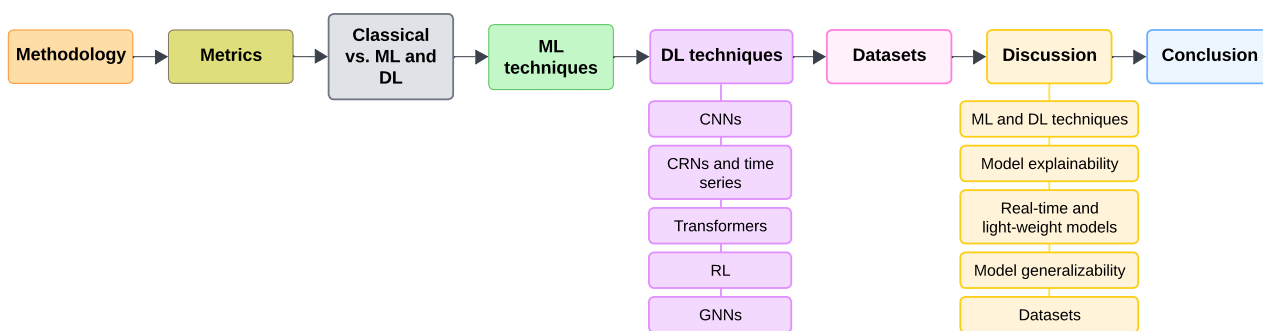 Methodology
Metrics
Classical
vs. ML and
DL
ML
techniques
DL techniques
Datasets
Discussion
Conclusion
CNNs
CRNs and time
series
Transformers
RL
GNNs
ML and DL techniques
Model explainability
Real-time and
light-weight models
Model generalizability
Datasets